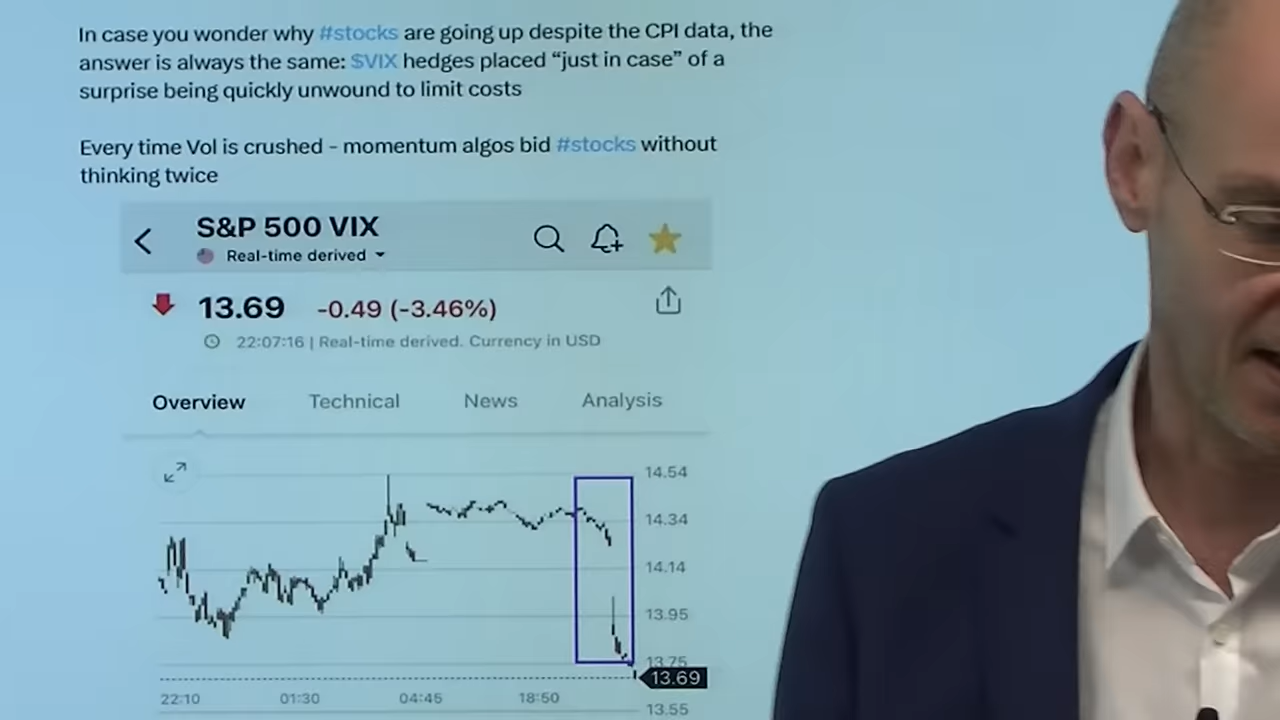 In case you wonder why #stocks are going up despite the CPI data, the
answer is always the same: $VIX hedges placed “just in case” of a
surprise being quickly unwound to limit costs
Every time Vol is crushed - momentum algos bid #stocks without
thinking twice
S&P 500 VIX
Real-time derived
13.69 -0.49 (-3.46%)
22:07:16 | Real-time derived. Currency in USD
Overview Technical News Analysis
14.54
14.34
14.14
13.95
13.75
13.69
22:10 01:30 04:45 18:50
13.55